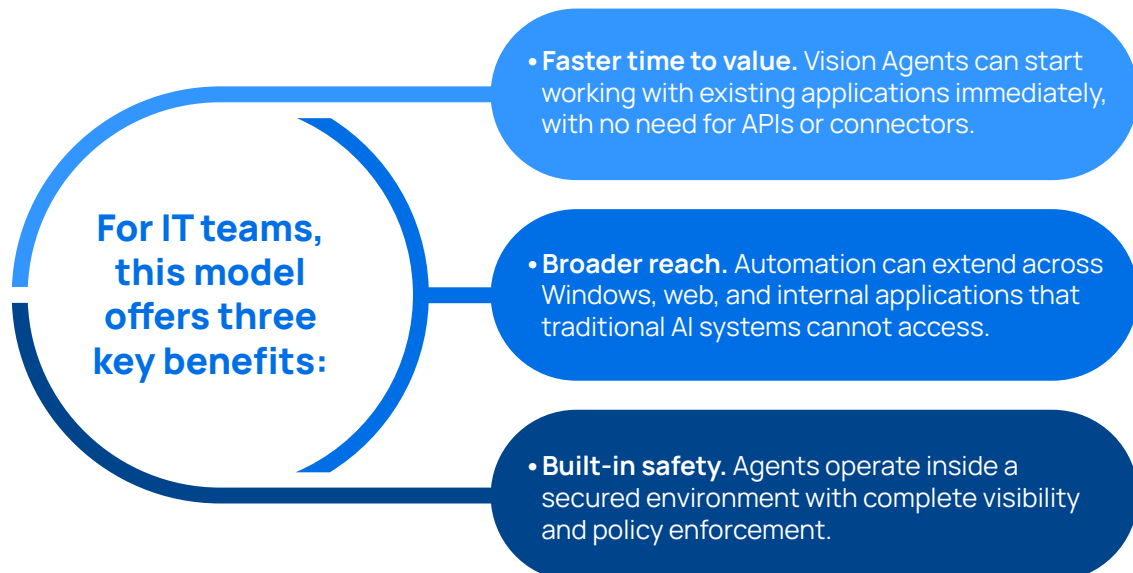 For IT teams,
this model
offers three
key benefits:
• Faster time to value. Vision Agents can start
working with existing applications immediately,
with no need for APIs or connectors.
• Broader reach. Automation can extend across
Windows, web, and internal applications that
traditional AI systems cannot access.
• Built-in safety. Agents operate inside a
secured environment with complete visibility
and policy enforcement.